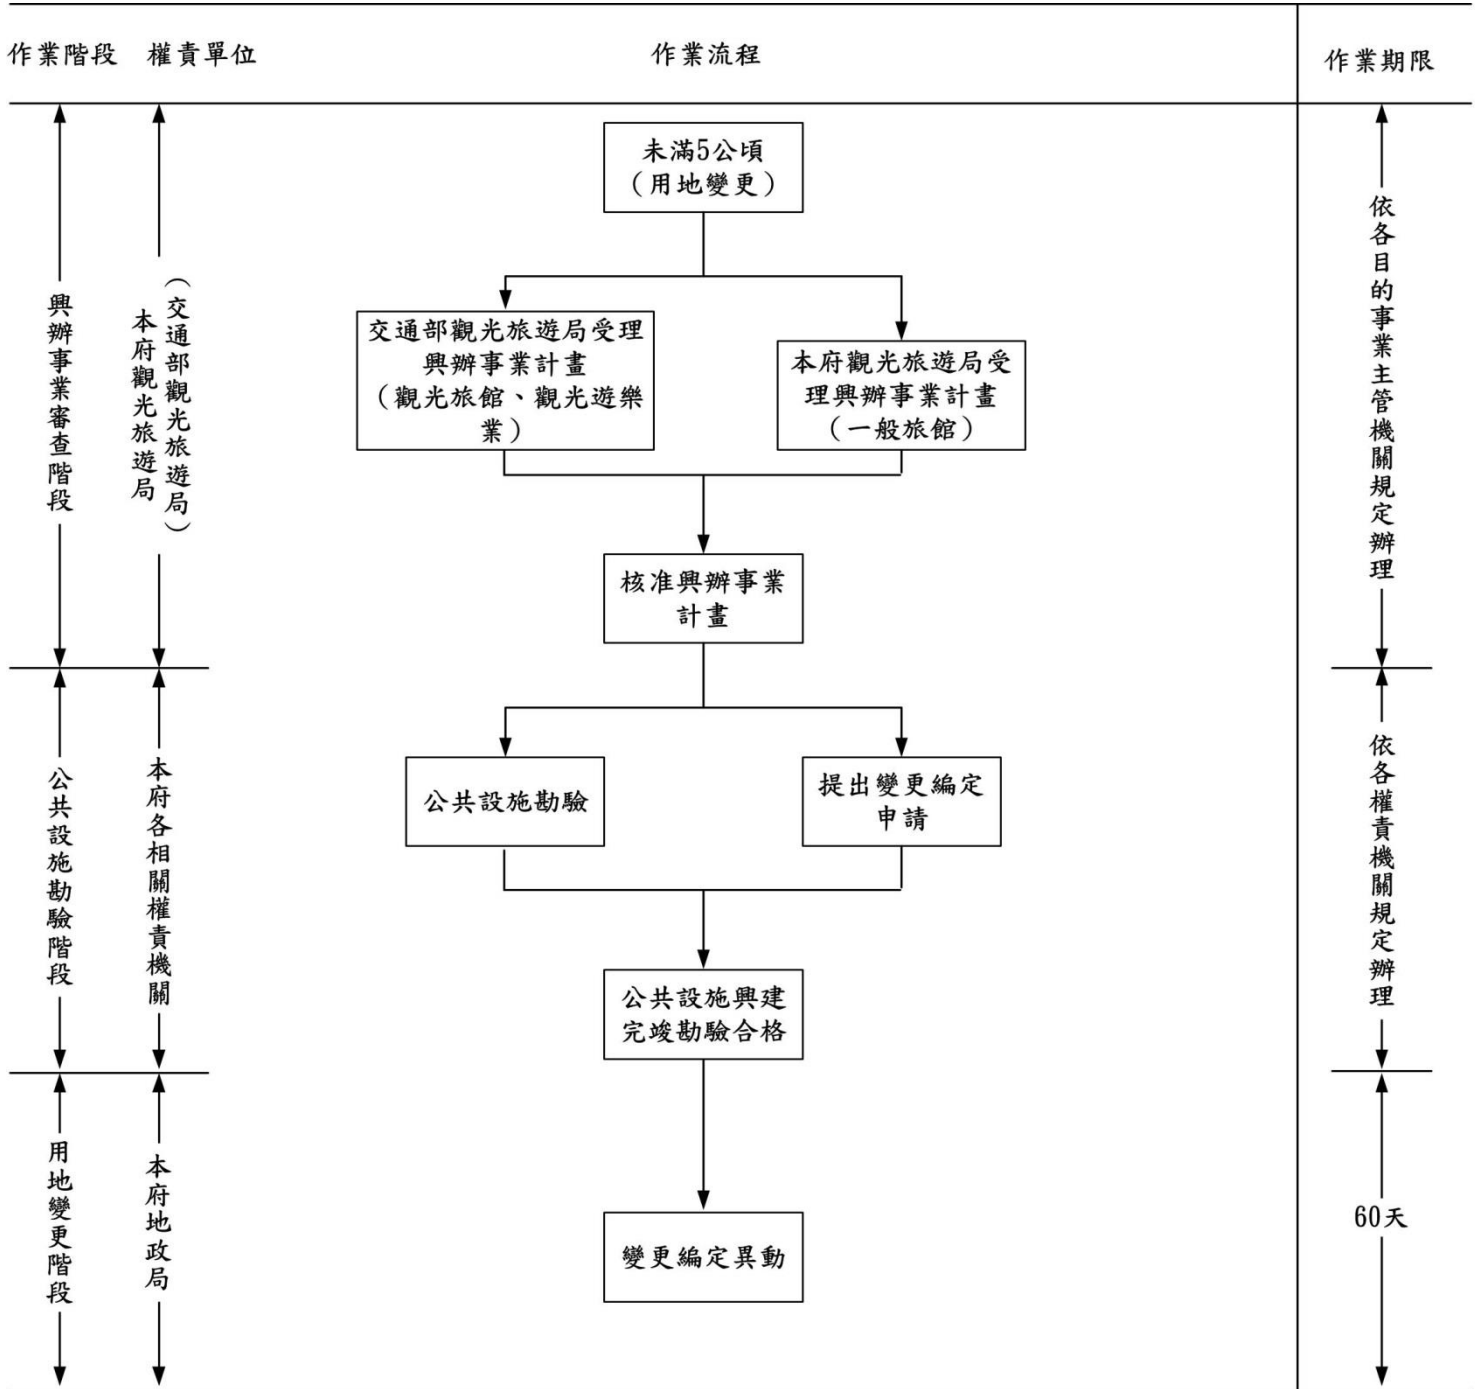 作業階段 權責單位 作業流程 作業期限
未滿5公頃
（用地變更）
交通部觀光旅遊局受理
興辦事業計畫
（觀光旅館、觀光遊樂
業）
本府觀光旅遊局受
理興辦事業計畫
（一般旅館）
核准興辦事業
計畫
興辦事業審查階段
本府觀光旅遊局
（交通部觀光旅遊局）
依各目的事業主管機關規定辦理
公共設施勘驗
提出變更編定
申請
公共設施興建
完竣勘驗合格
公共設施勘驗階段
本府各相關權責機關
依各權責機關規定辦理
變更編定異動
用地變更階段
本府地政局
60天